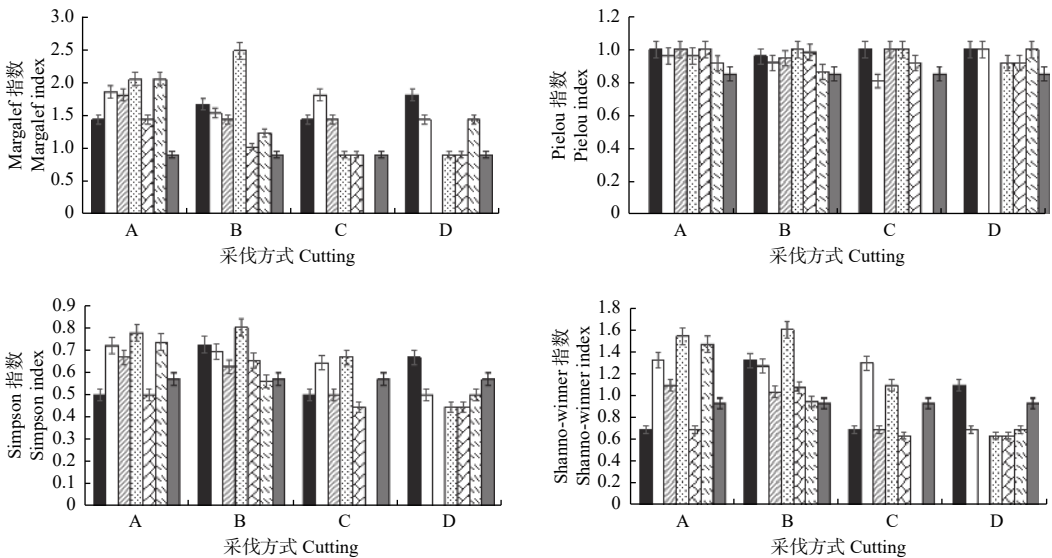 Margalef 指数
Margalef index
3.0
2.5
2.0
1.5
1.0
0.5
0
A B C D
采伐方式 Cutting
Pielou 指数
Pielou index
1.2
1.0
0.8
0.6
0.4
0.2
0
A B C D
采伐方式 Cutting
Simpson 指数
Simpson index
0.9
0.8
0.7
0.6
0.5
0.4
0.3
0.2
0.1
0
A B C D
采伐方式 Cutting
Shanno-winner 指数
Shanno-winner index
1.8
1.6
1.4
1.2
1.0
0.8
0.6
0.4
0.2
0
A B C D
采伐方式 Cutting